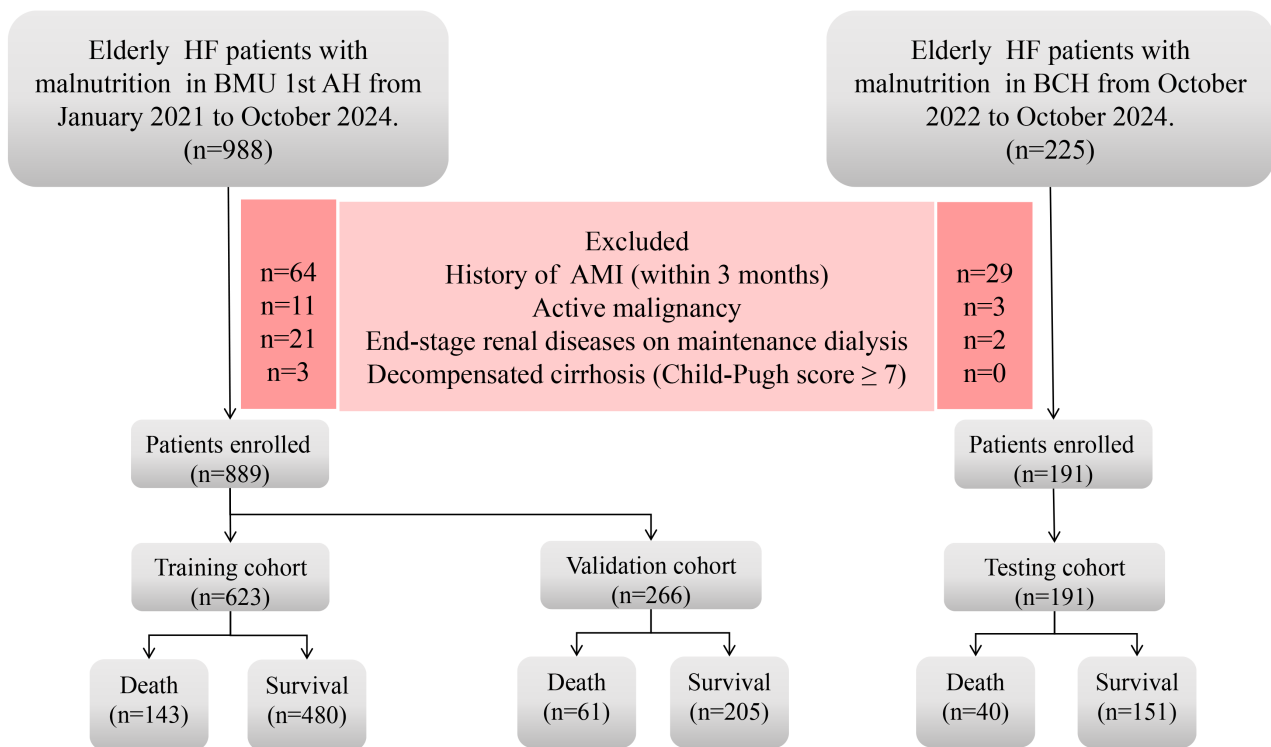 Elderly HF patients with
malnutrition in BMU 1st AH from
January 2021 to October 2024.
(n=988)
Elderly HF patients with
malnutrition in BCH from October
2022 to October 2024.
(n=225)
Excluded
n=64 History of AMI (within 3 months) n=29
n=11 Active malignancy n=3
n=21 End-stage renal diseases on maintenance dialysis n=2
n=3 Decompensated cirrhosis (Child-Pugh score ≥ 7) n=0
Patients enrolled
(n=889)
Patients enrolled
(n=191)
Training cohort
(n=623)
Validation cohort
(n=266)
Testing cohort
(n=191)
Death
(n=143)
Survival
(n=480)
Death
(n=61)
Survival
(n=205)
Death
(n=40)
Survival
(n=151)